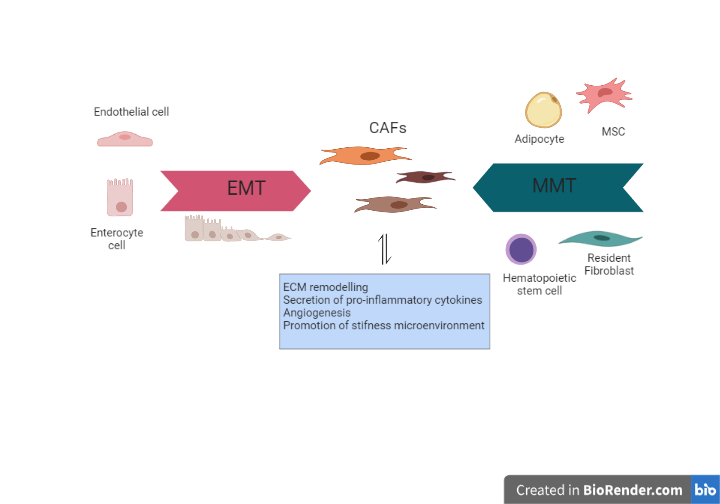 Endothelial cell
Enterocyte
cell
EMT
CAFs
ECM remodelling
Secretion of pro-inflammatory cytokines
Angiogenesis
Promotion of stifness microenvironment
Adipocyte
MSC
MMT
Hematopoietic
stem cell
Resident
Fibroblast
Created in BioRender.com bio